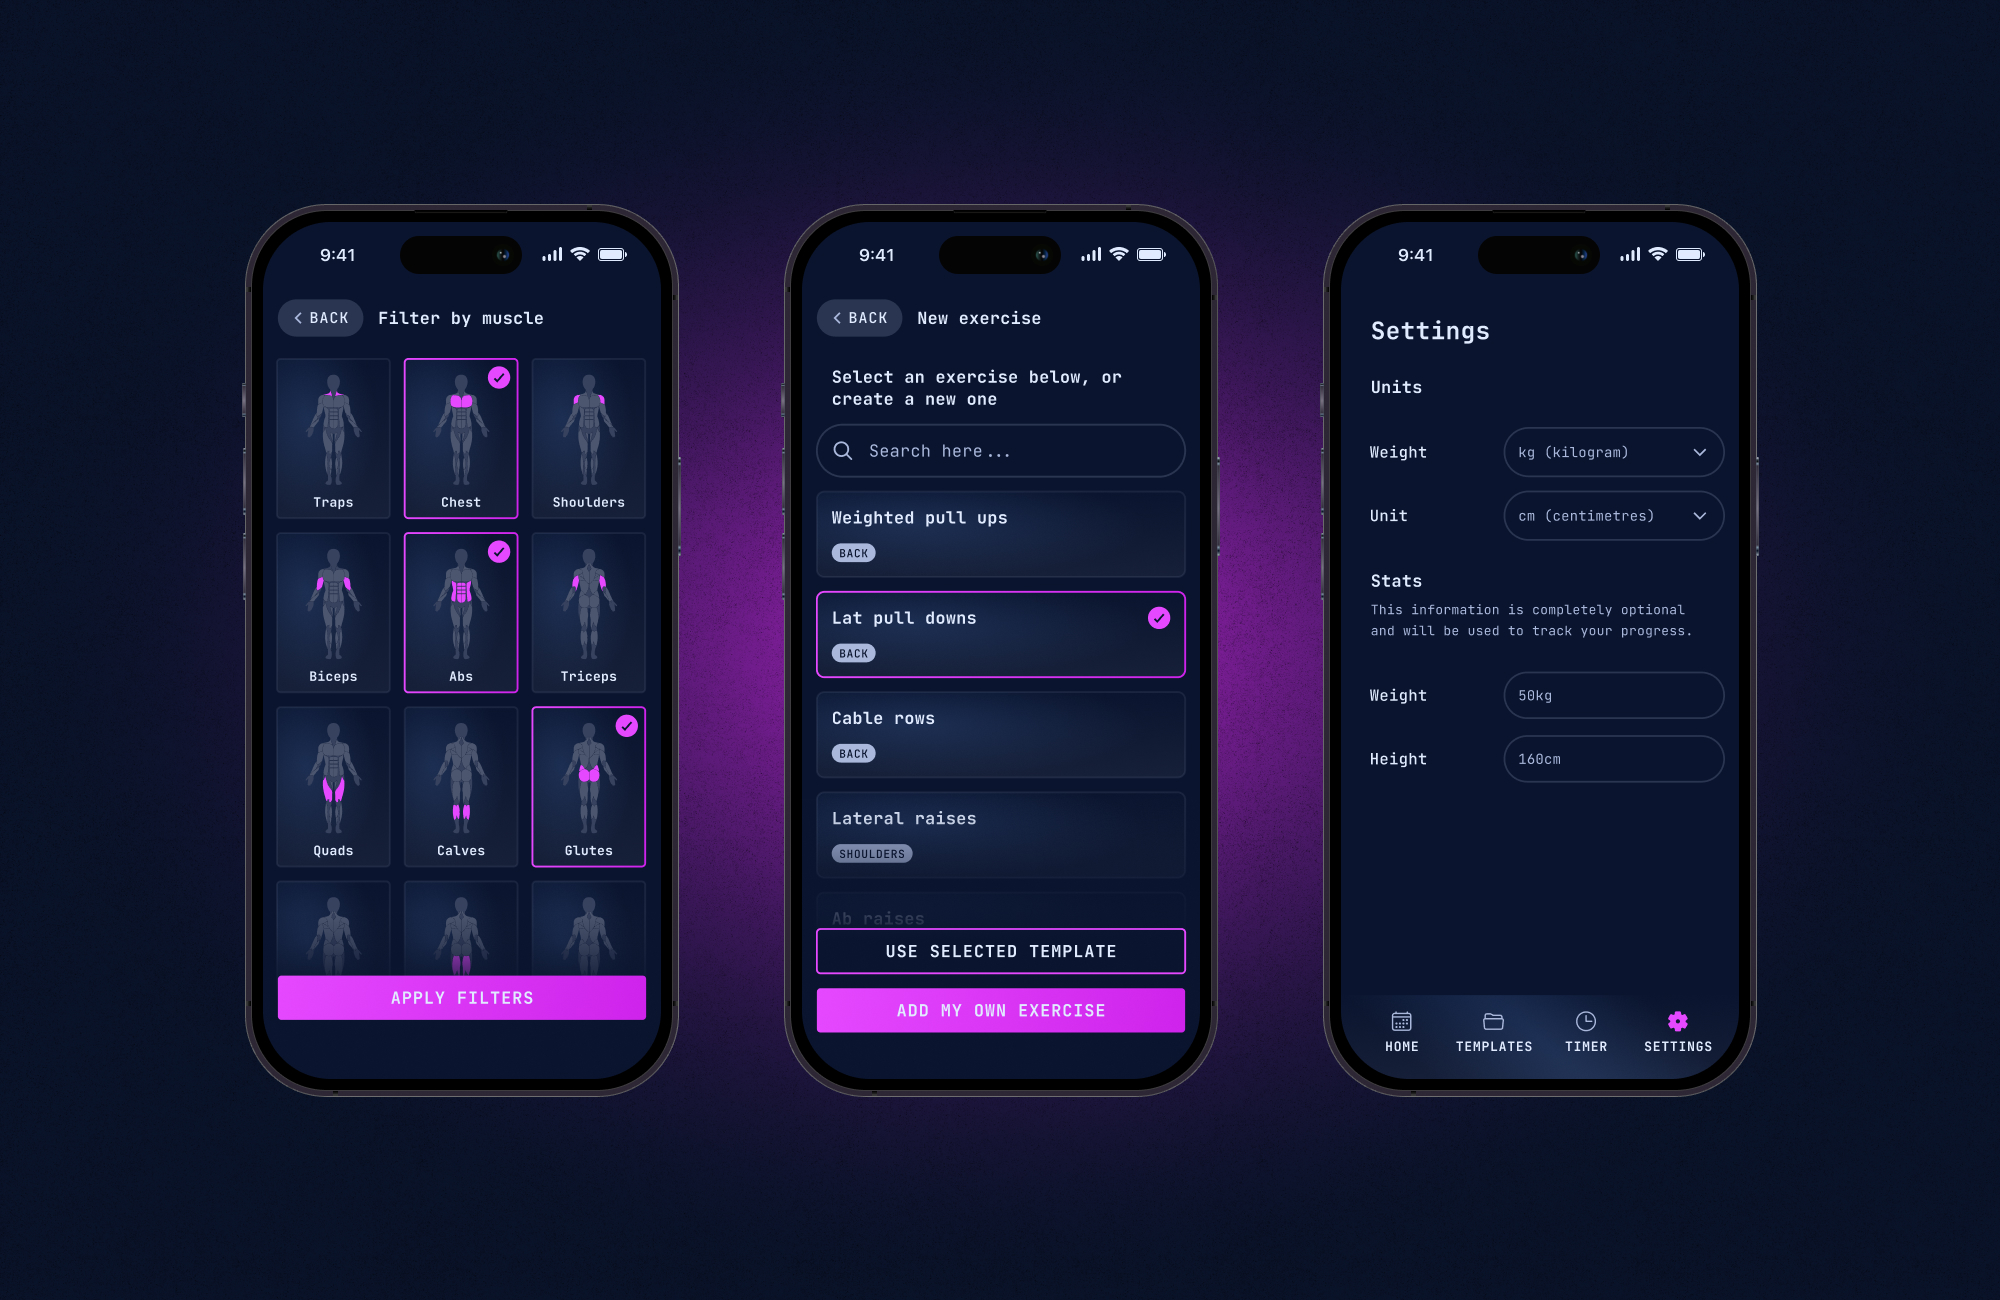 9:41
BACK
Filter by muscle
Traps
Chest
Shoulders
Biceps
Abs
Triceps
Quads
Calves
Glutes
APPLY FILTERS
9:41
BACK
New exercise
Select an exercise below, or
create a new one
Search here...
Weighted pull ups
BACK
Lat pull downs
BACK
Cable rows
BACK
Lateral raises
SHOULDERS
Ab raises
USE SELECTED TEMPLATE
ADD MY OWN EXERCISE
9:41
Settings
Units
Weight
kg (kilogram)
Unit
cm (centimetres)
Stats
This information is completely optional
and will be used to track your progress.
Weight
50kg
Height
160cm
HOME
TEMPLATES
TIMER
SETTINGS